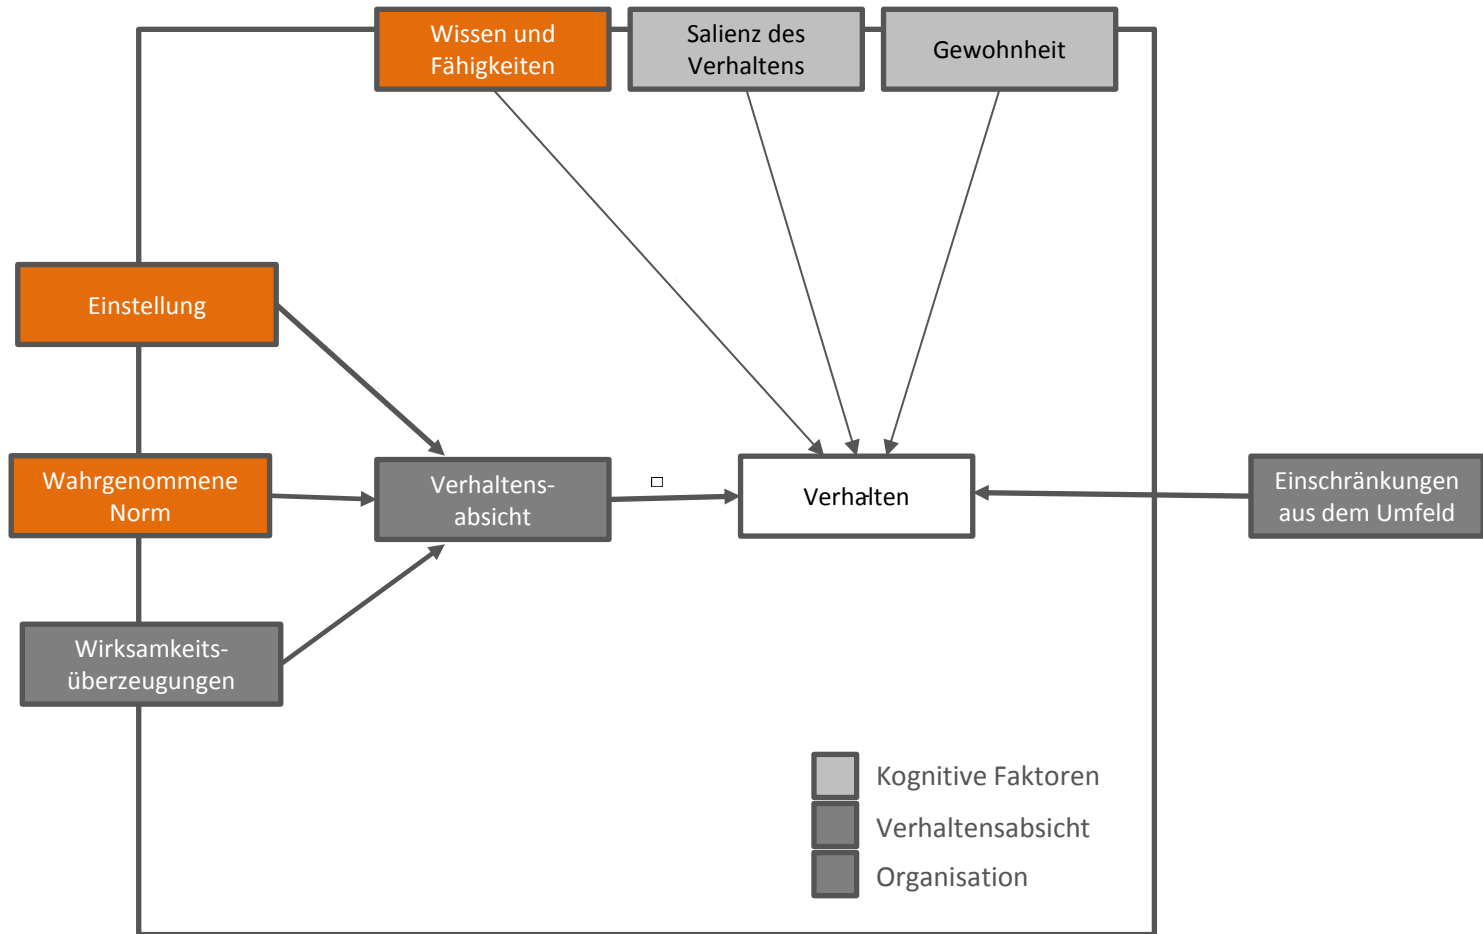 Wissen und
Fähigkeiten
Salienz des
Verhaltens
Gewohnheit
Einstellung
Wahrgenommene
Norm
Verhaltens-
absicht
Verhalten
Einschränkungen
aus dem Umfeld
Wirksamkeits-
überzeugungen
Kognitive Faktoren
Verhaltensabsicht
Organisation